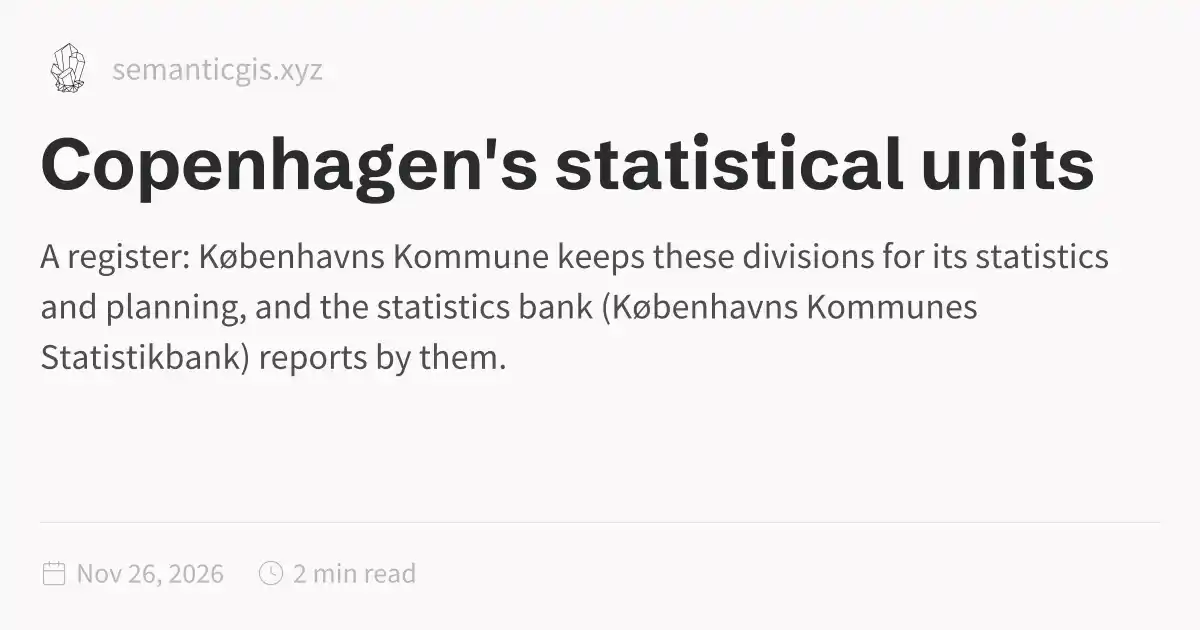 semanticgis.xyz
Copenhagen's statistical units
A register: Københavns Kommune keeps these divisions for its statistics
and planning, and the statistics bank (Københavns Kommunes
Statistikbank) reports by them.
Nov 26, 2026 2 min read